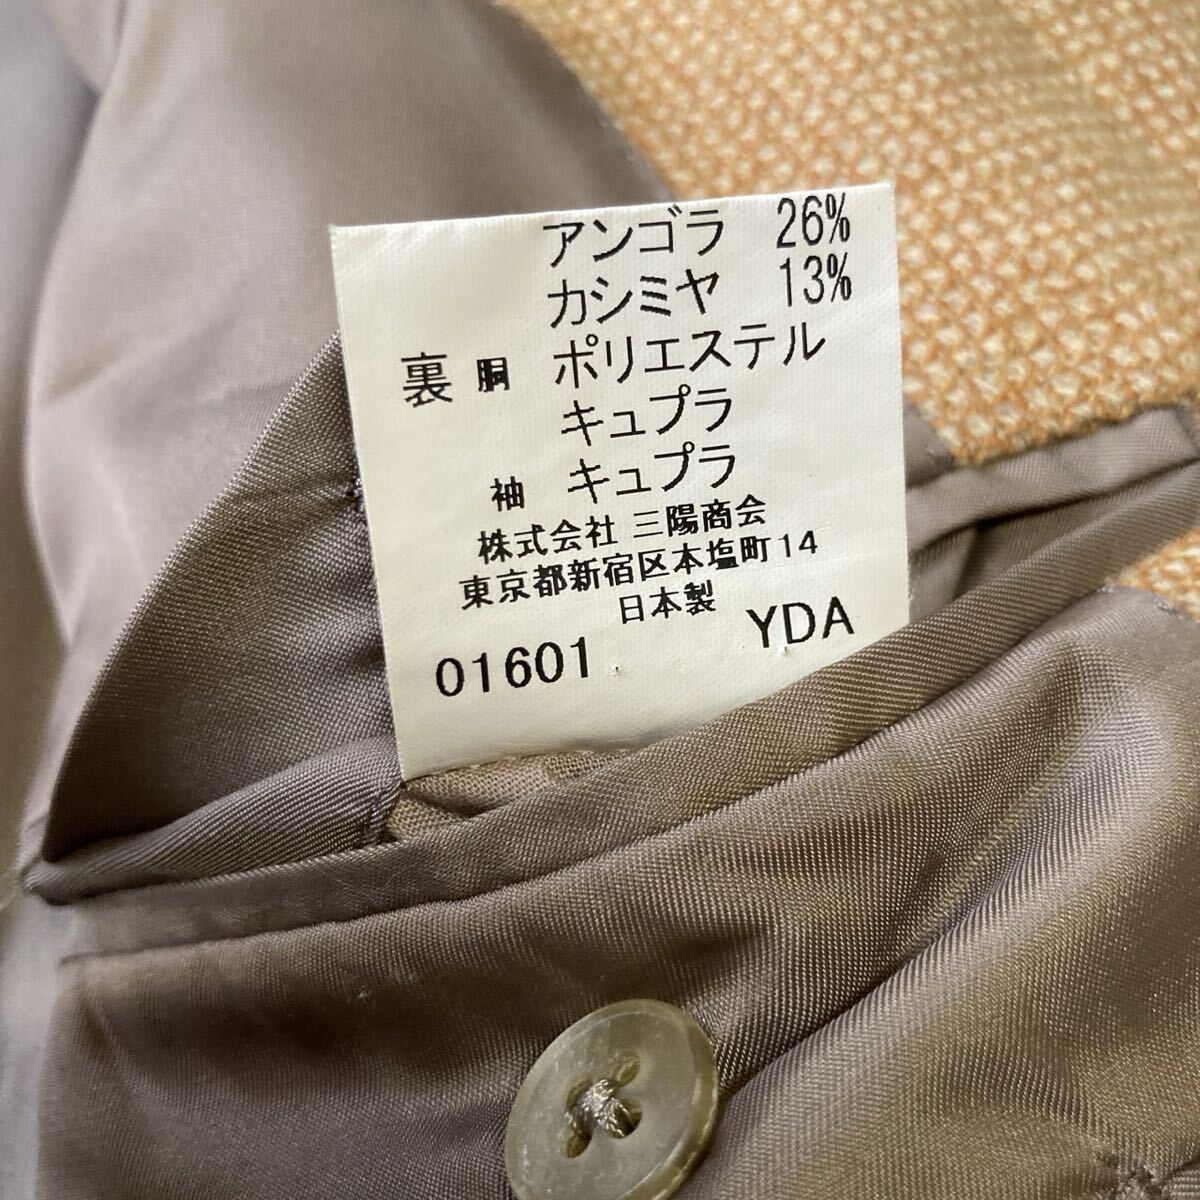 アンゴラ 26%
カシミヤ 13%
裏 胴 ポリエステル
キュプラ
袖 キュプラ
株式会社 三陽商会
東京都新宿区本塩町14
日本製
01601 YDA